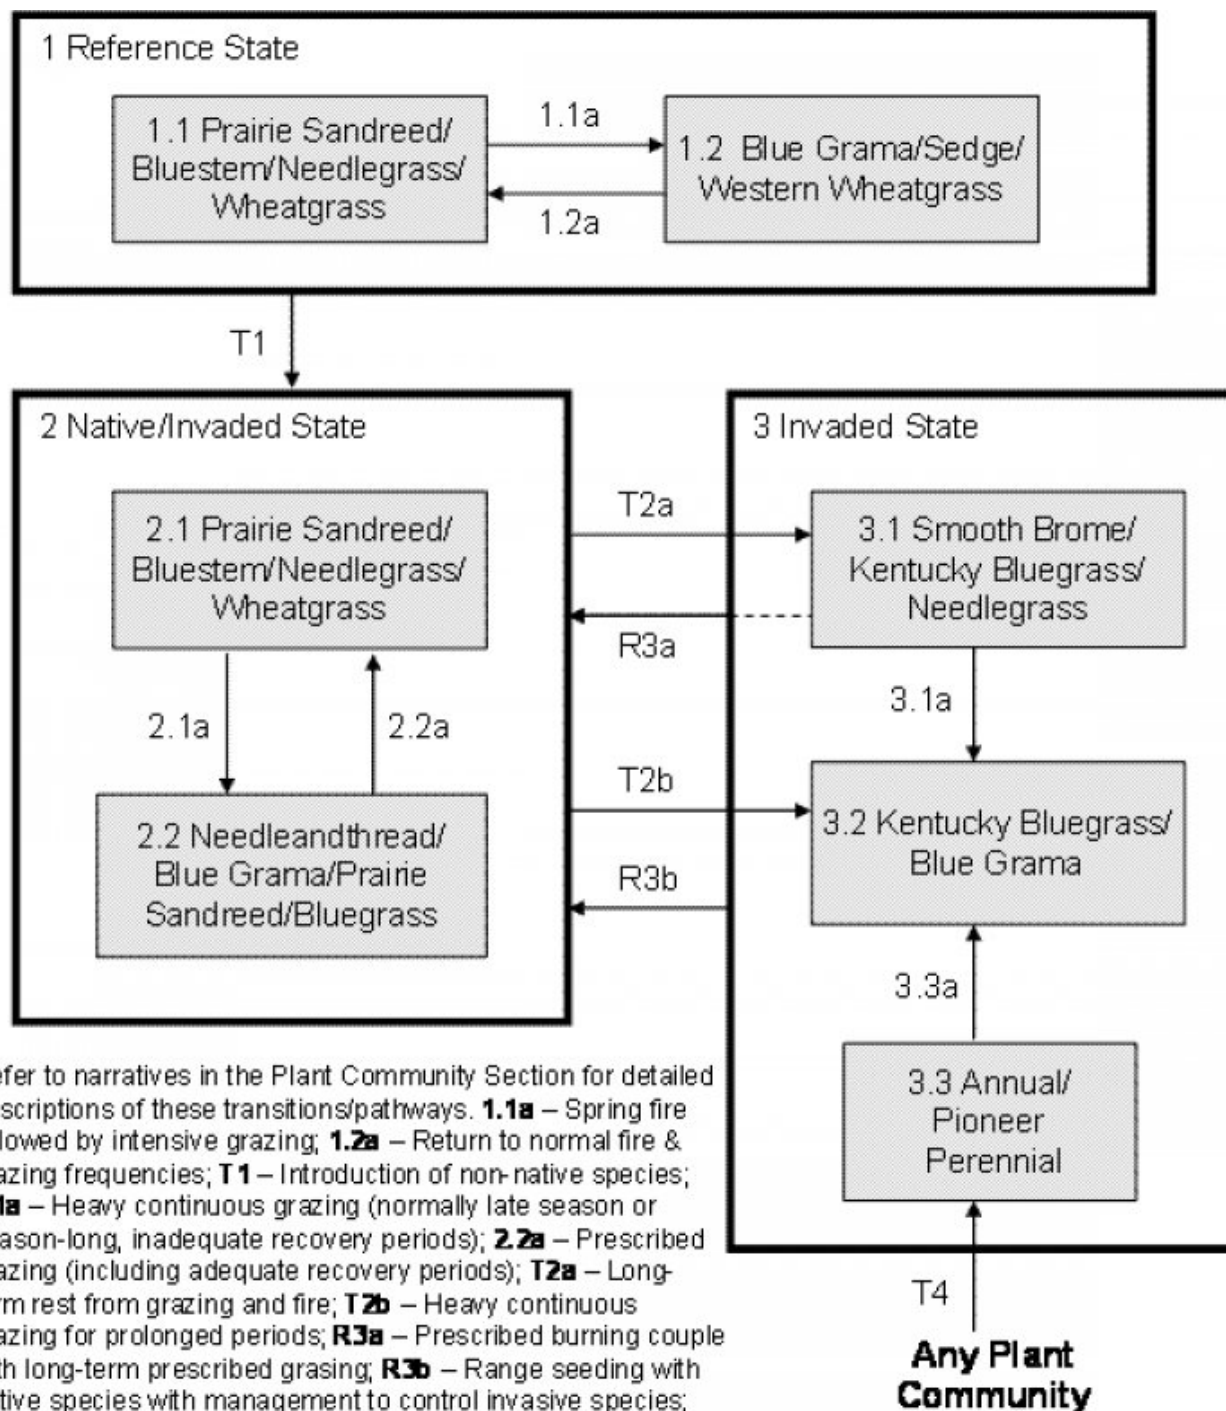 1 Reference State
1.1 Prairie Sandreed/
Bluestem/Needlegrass/
Wheatgrass
1.1a
1.2a
1.2 Blue Grama/Sedge/
Western Wheatgrass
T1
2 Native/Invaded State
2.1 Prairie Sandreed/
Bluestem/Needlegrass/
Wheatgrass
2.1a
2.2a
2.2 Needleandthread/
Blue Grama/Prairie
Sandreed/Bluegrass
T2a
R3a
T2b
R3b
3 Invaded State
3.1 Smooth Brome/
Kentucky Bluegrass/
Needlegrass
3.1a
3.2 Kentucky Bluegrass/
Blue Grama
3.3a
3.3 Annual/
Pioneer
Perennial
T4
Any Plant
Community
efer to narratives in the Plant Community Section for detailed
scriptions of these transitions/pathways. 1.1a – Spring fire
llowed by intensive grazing; 1.2a – Return to normal fire &
azing frequencies; T1 – Introduction of non-native species;
1a – Heavy continuous grazing (normally late season or
ason-long, inadequate recovery periods); 2.2a – Prescribed
azing (including adequate recovery periods); T2a – Long-
rm rest from grazing and fire; T2b – Heavy continuous
azing for prolonged periods; R3a – Prescribed burning couple
th long-term prescribed grasing; R3b – Range seeding with
tive species with management to control invasive species;